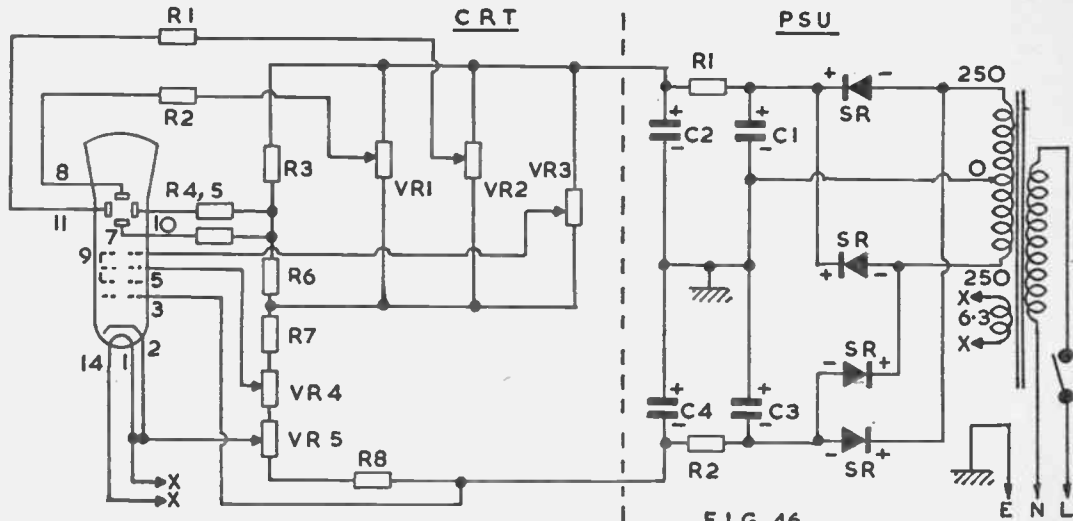 CRT
PSU
R1
R2
R3
R4,5
VR1
VR2
VR3
R6
R7
VR4
VR5
R8
8
11
10
7
9
5
3
14
1
2
X
X
R1
+
-
SR
250
+
C2
-
+
C1
-
0
+
-
SR
250
X
6·3
X
SR
-
+
+
C4
-
+
C3
-
R2
-
+
SR
E N L